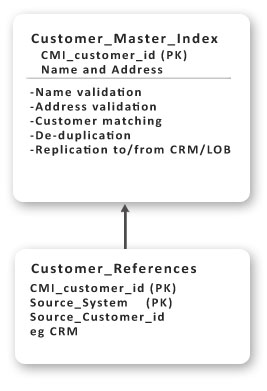 Customer_Master_Index
CMI_customer_id (PK)
Name and Address
-Name validation
-Address validation
-Customer matching
-De-duplication
-Replication to/from CRM/LOB
Customer_References
CMI_customer_id (PK)
Source_System (PK)
Source_Customer_id
eg CRM